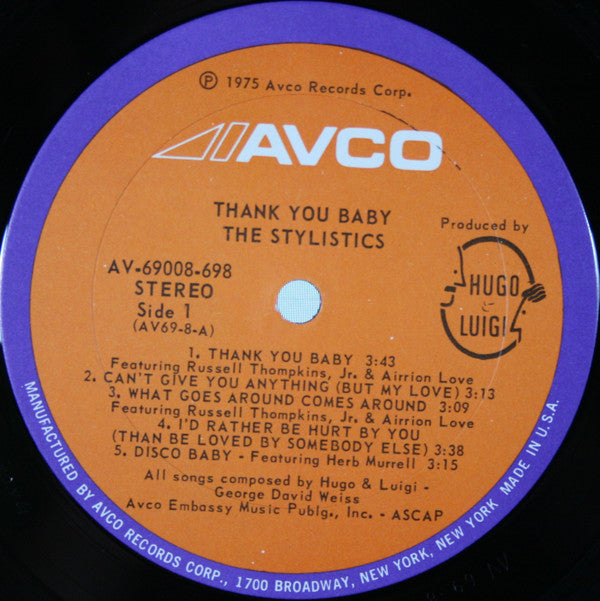 Ⓟ 1975 Avco Records Corp.
AVCO
THANK YOU BABY
THE STYLISTICS
Produced by
HUGO
&
LUIGI
AV-69008-698
STEREO
Side 1
(AV69-8-A)
1. THANK YOU BABY 3:43
Featuring Russell Thompkins, Jr. & Airrion Love
2. CAN'T GIVE YOU ANYTHING (BUT MY LOVE) 3:13
3. WHAT GOES AROUND COMES AROUND 3:09
Featuring Russell Thompkins, Jr. & Airrion Love
4. I'D RATHER BE HURT BY YOU
(THAN BE LOVED BY SOMEBODY ELSE) 3:38
5. DISCO BABY - Featuring Herb Murrell 3:15
All songs composed by Hugo & Luigi -
George David Weiss
Avco Embassy Music Publg., Inc. - ASCAP
MANUFACTURED BY AVCO RECORDS CORP., 1700 BROADWAY, NEW YORK, NEW YORK MADE IN U.S.A.